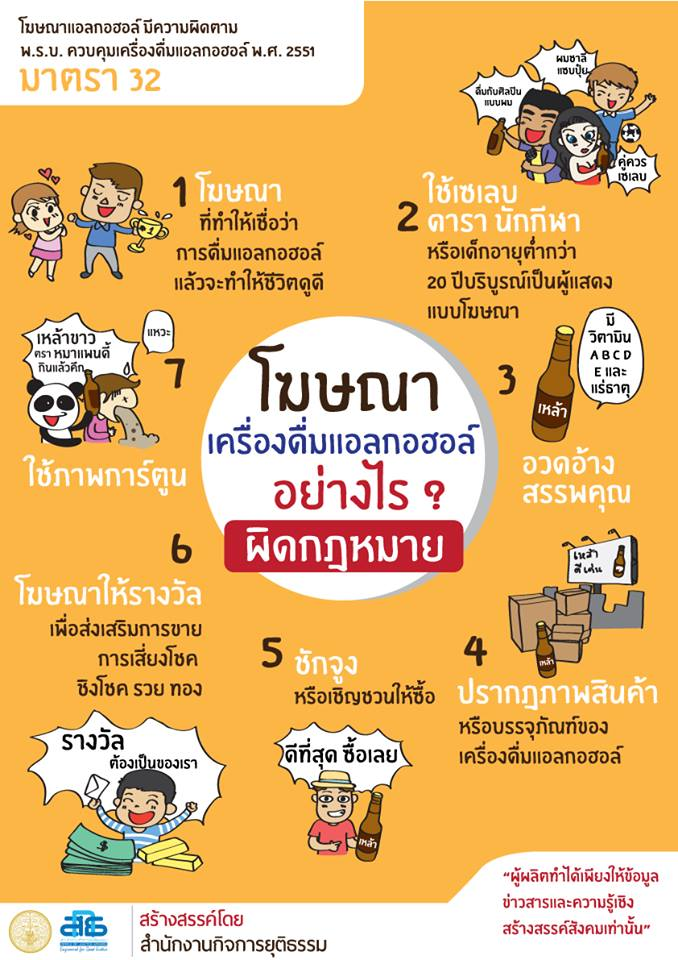 โฆษณาแอลกอฮอล์ มีความผิดตาม
พ.ร.บ. ควบคุมเครื่องดื่มแอลกอฮอล์ พ.ศ. 2551
มาตรา 32
1 โฆษณา
ที่ทำให้เชื่อว่า
การดื่มแอลกอฮอล์
แล้วจะทำให้ชีวิตดูดี
ดื่มกับศิลปิน
แบบผม
ผมชาลี
แซบปุ๋ย
คู่ควร
เซเลบ
2 ใช้เซเลบ
ดารา นักกีฬา
หรือเด็กอายุต่ำกว่า
20 ปีบริบูรณ์เป็นผู้แสดง
แบบโฆษณา
โฆษณา
เครื่องดื่มแอลกอฮอล์
อย่างไร ?
ผิดกฎหมาย
3
มี
วิตามิน
A B C D
E และ
แร่ธาตุ
เหล้า
อวดอ้าง
สรรพคุณ
เหล้า
ดีเด่น
เหล้า
4
ปรากฎภาพสินค้า
หรือบรรจุภัณฑ์ของ
เครื่องดื่มแอลกอฮอล์
5 ชักจูง
หรือเชิญชวนให้ซื้อ
ดีที่สุด ซื้อเลย
เหล้า
6
โฆษณาให้รางวัล
เพื่อส่งเสริมการขาย
การเสี่ยงโชค
ชิงโชค รวย ทอง
รางวัล
ต้องเป็นของเรา
$
7
เหล้าขาว
ตรา หมาแพนดี้
กินแล้วคึก
แหวะ
ใช้ภาพการ์ตูน
"ผู้ผลิตทำได้เพียงให้ข้อมูล
ข่าวสารและความรู้เชิง
สร้างสรรค์สังคมเท่านั้น"
สร้างสรรค์โดย
สำนักงานกิจการยุติธรรม